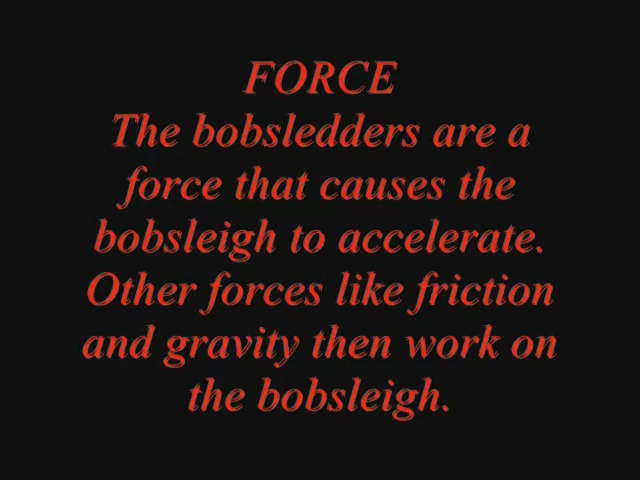 FORCE
The bobsledders are a
force that causes the
bobsleigh to accelerate.
Other forces like friction
and gravity then work on
the bobsleigh.